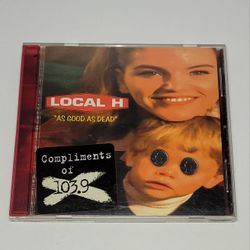 LOCAL H
"AS GOOD AS DEAD"
Compliments
of
103.9